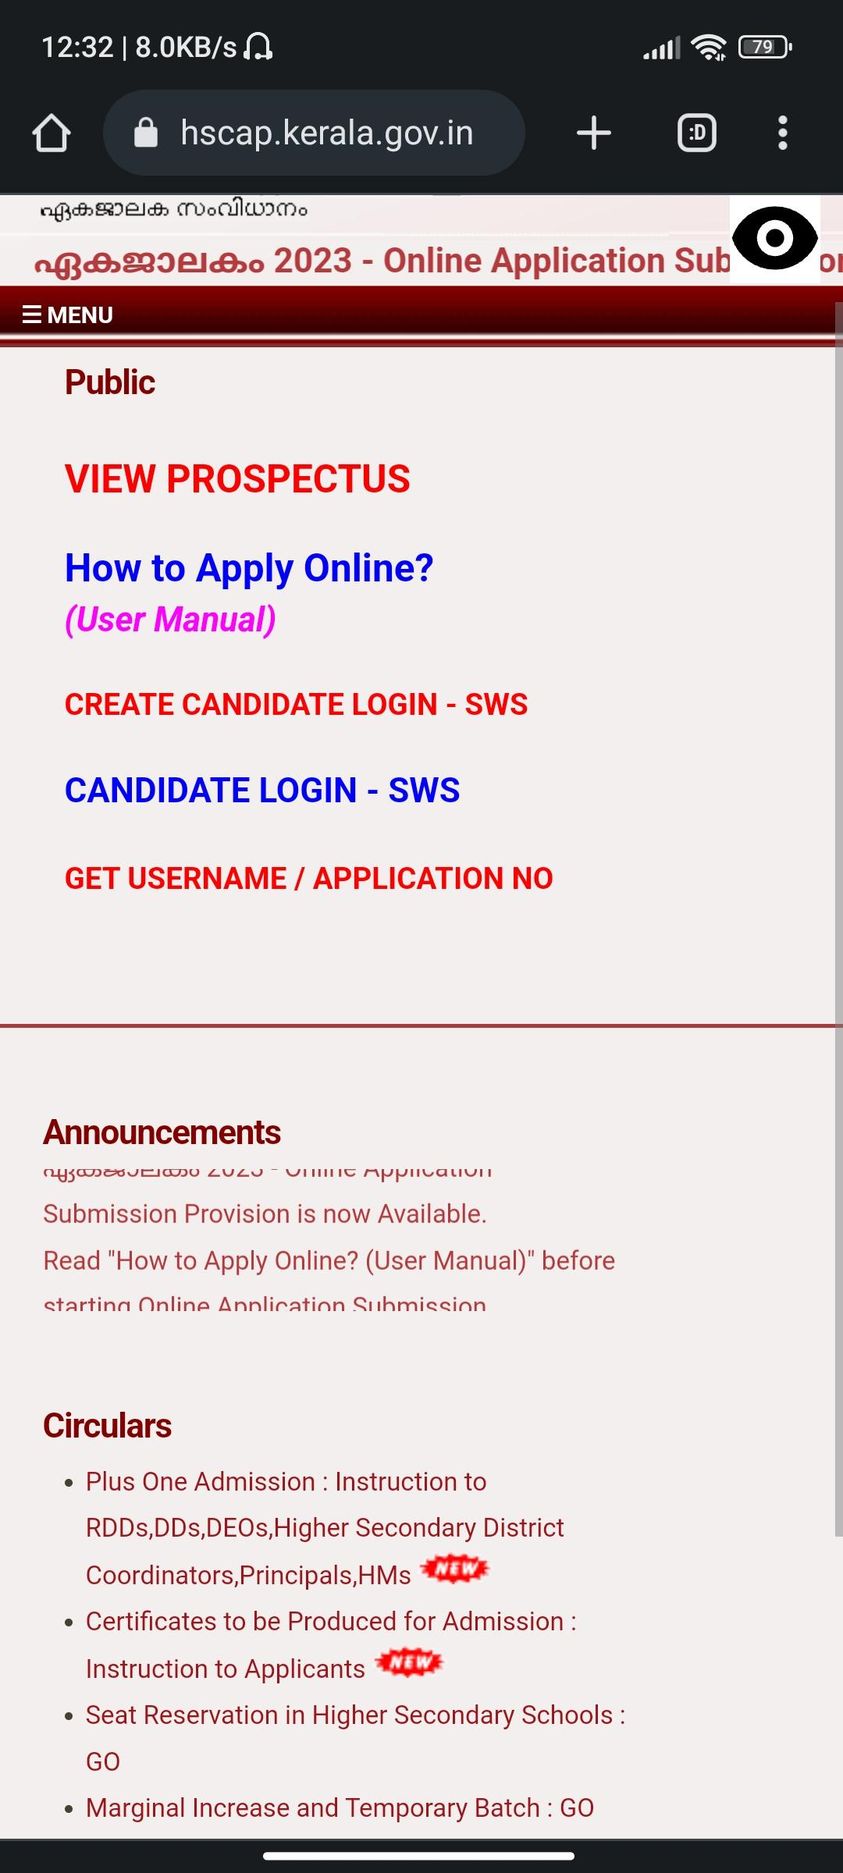 12:32 | 8.0KB/s
79
hscap.kerala.gov.in
:D
ഏകജാലക സംവിധാനം
ഏകജാലകം 2023 - Online Application Sub
MENU
Public
VIEW PROSPECTUS
How to Apply Online?
(User Manual)
CREATE CANDIDATE LOGIN - SWS
CANDIDATE LOGIN - SWS
GET USERNAME / APPLICATION NO
Announcements
ഏകജാലകം 2023 - Online Application
Submission Provision is now Available.
Read "How to Apply Online? (User Manual)" before
starting Online Application Submission
Circulars
Plus One Admission : Instruction to
RDDs,DDs,DEOs,Higher Secondary District
Coordinators,Principals,HMs NEW
Certificates to be Produced for Admission :
Instruction to Applicants NEW
Seat Reservation in Higher Secondary Schools :
GO
Marginal Increase and Temporary Batch : GO